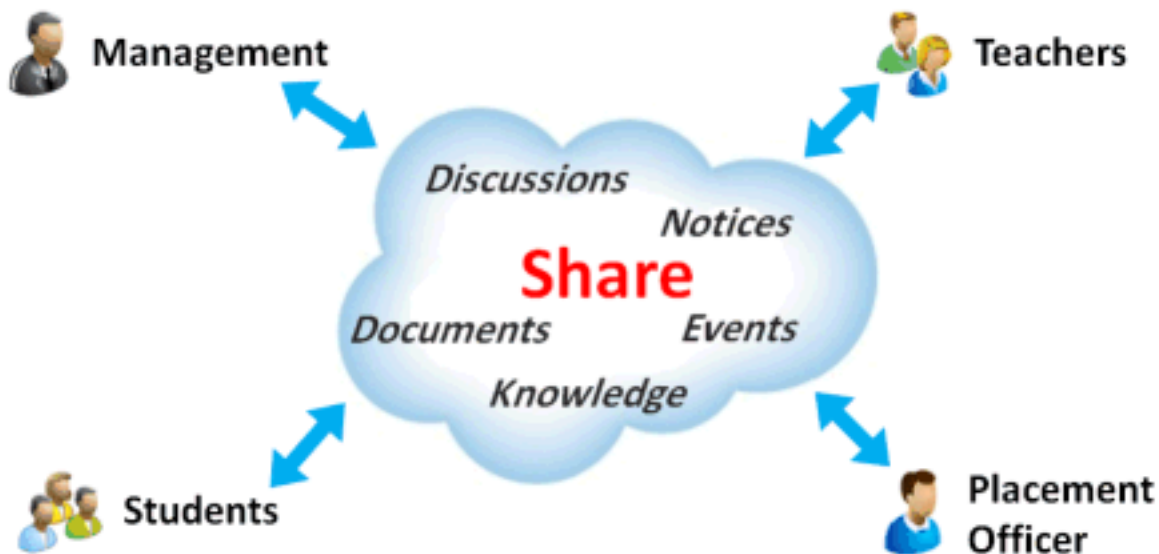 Management
Teachers
Discussions
Notices
Share
Documents
Events
Knowledge
Students
Placement
Officer